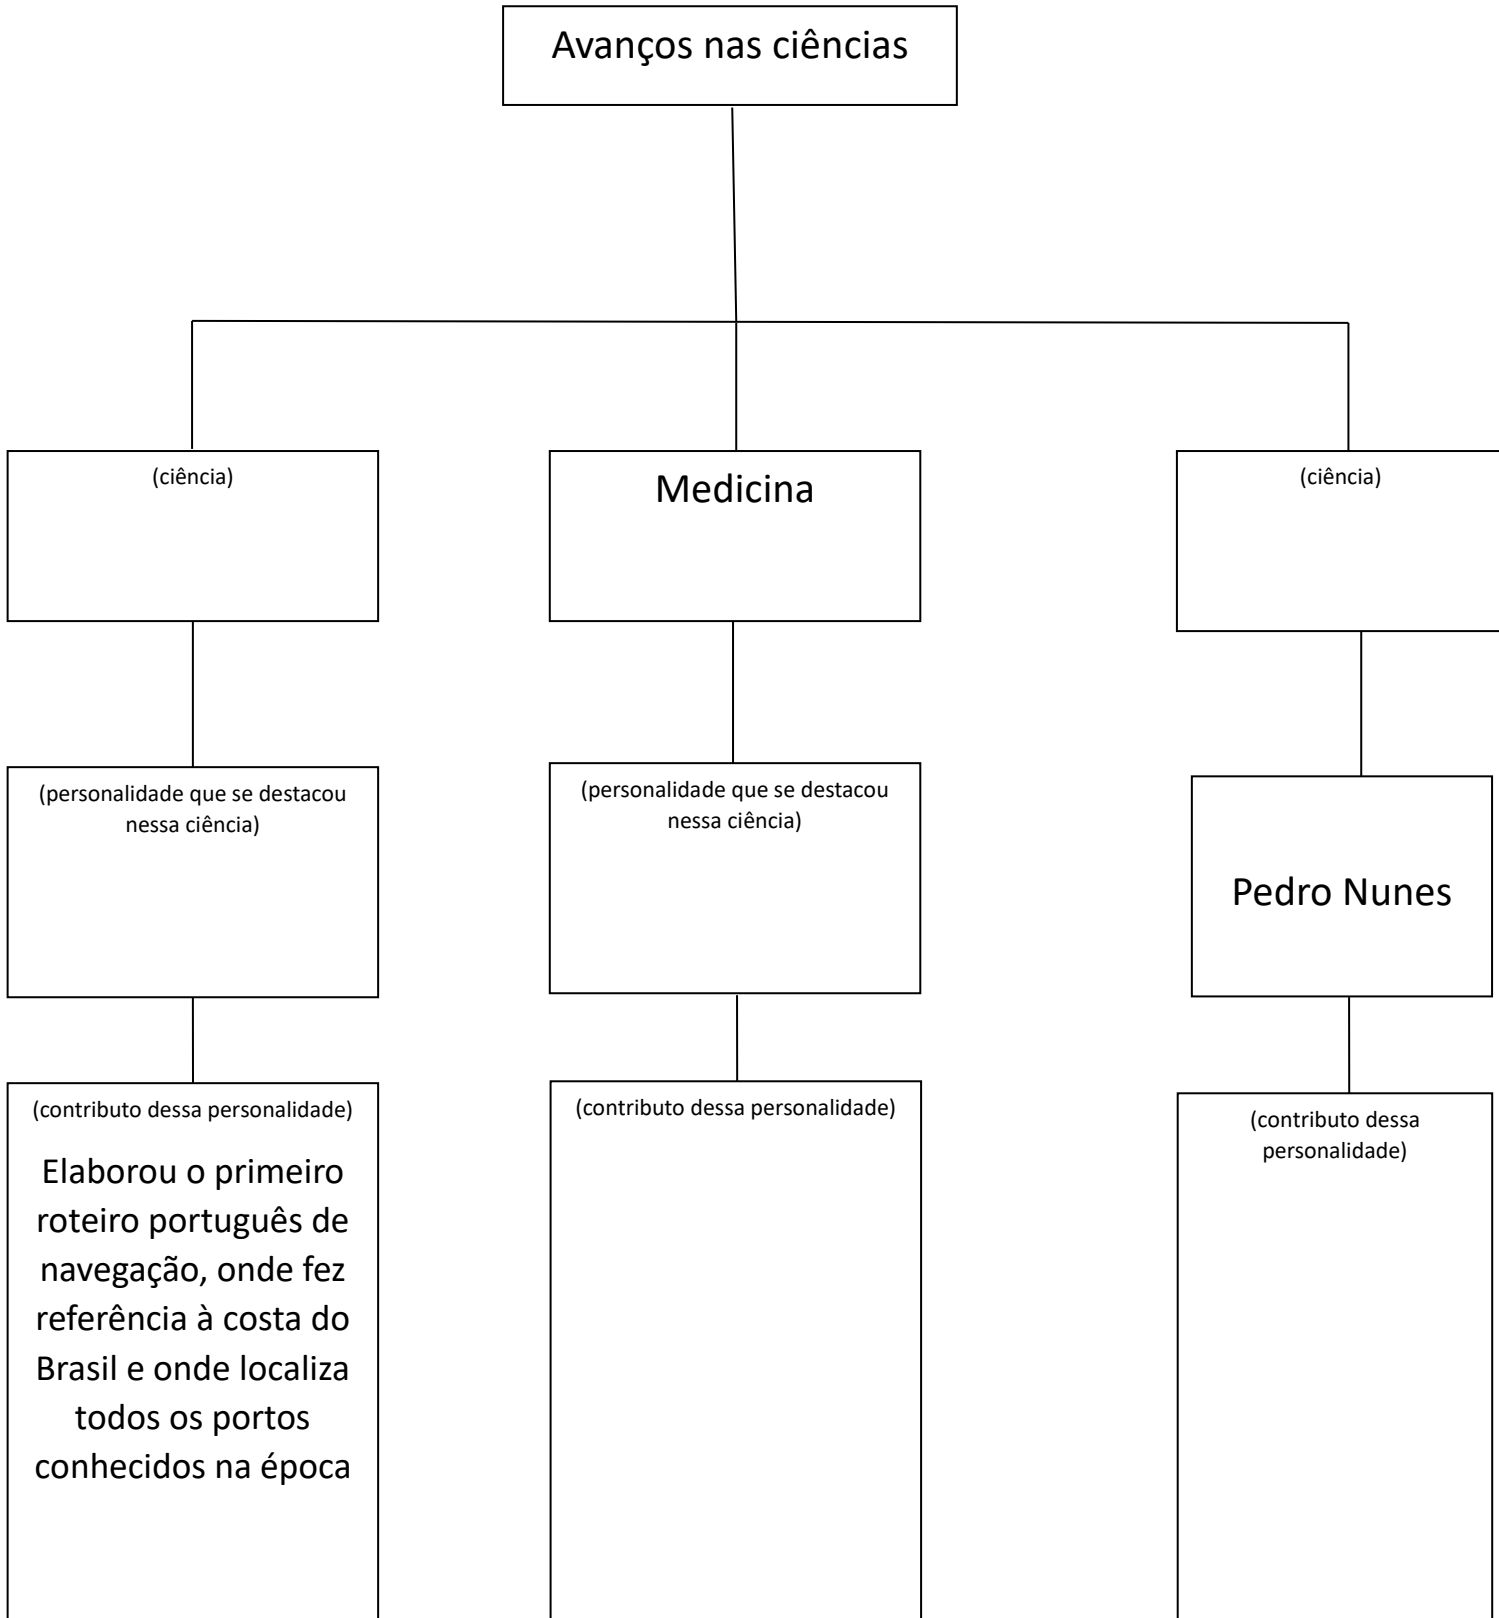 Avanços nas ciências
(ciência)
Medicina
(ciência)
(personalidade que se destacou
nessa ciência)
(personalidade que se destacou
nessa ciência)
Pedro Nunes
(contributo dessa personalidade)
Elaborou o primeiro
roteiro português de
navegação, onde fez
referência à costa do
Brasil e onde localiza
todos os portos
conhecidos na época
(contributo dessa personalidade)
(contributo dessa
personalidade)